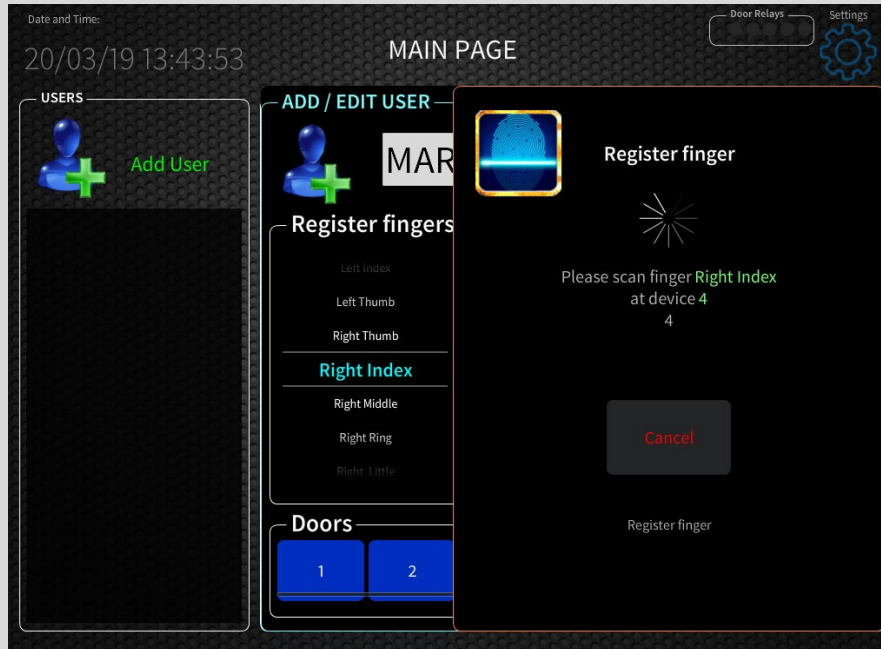 Date and Time:
20/03/19 13:43:53
MAIN PAGE
Door Relays
Settings
USERS
Add User
ADD / EDIT USER
MAR
Register fingers
Left Index
Left Thumb
Right Thumb
Right Index
Right Middle
Right Ring
Right Little
Doors
1
2
Register finger
Please scan finger Right Index
at device 4
4
Cancel
Register finger